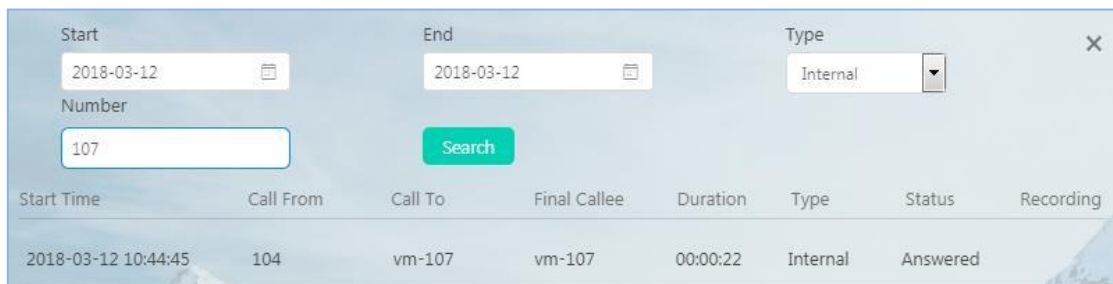 Start End Type
2018-03-12 2018-03-12 Internal
Number
107 Search
Start Time Call From Call To Final Callee Duration Type Status Recording
2018-03-12 10:44:45 104 vm-107 vm-107 00:00:22 Internal Answered